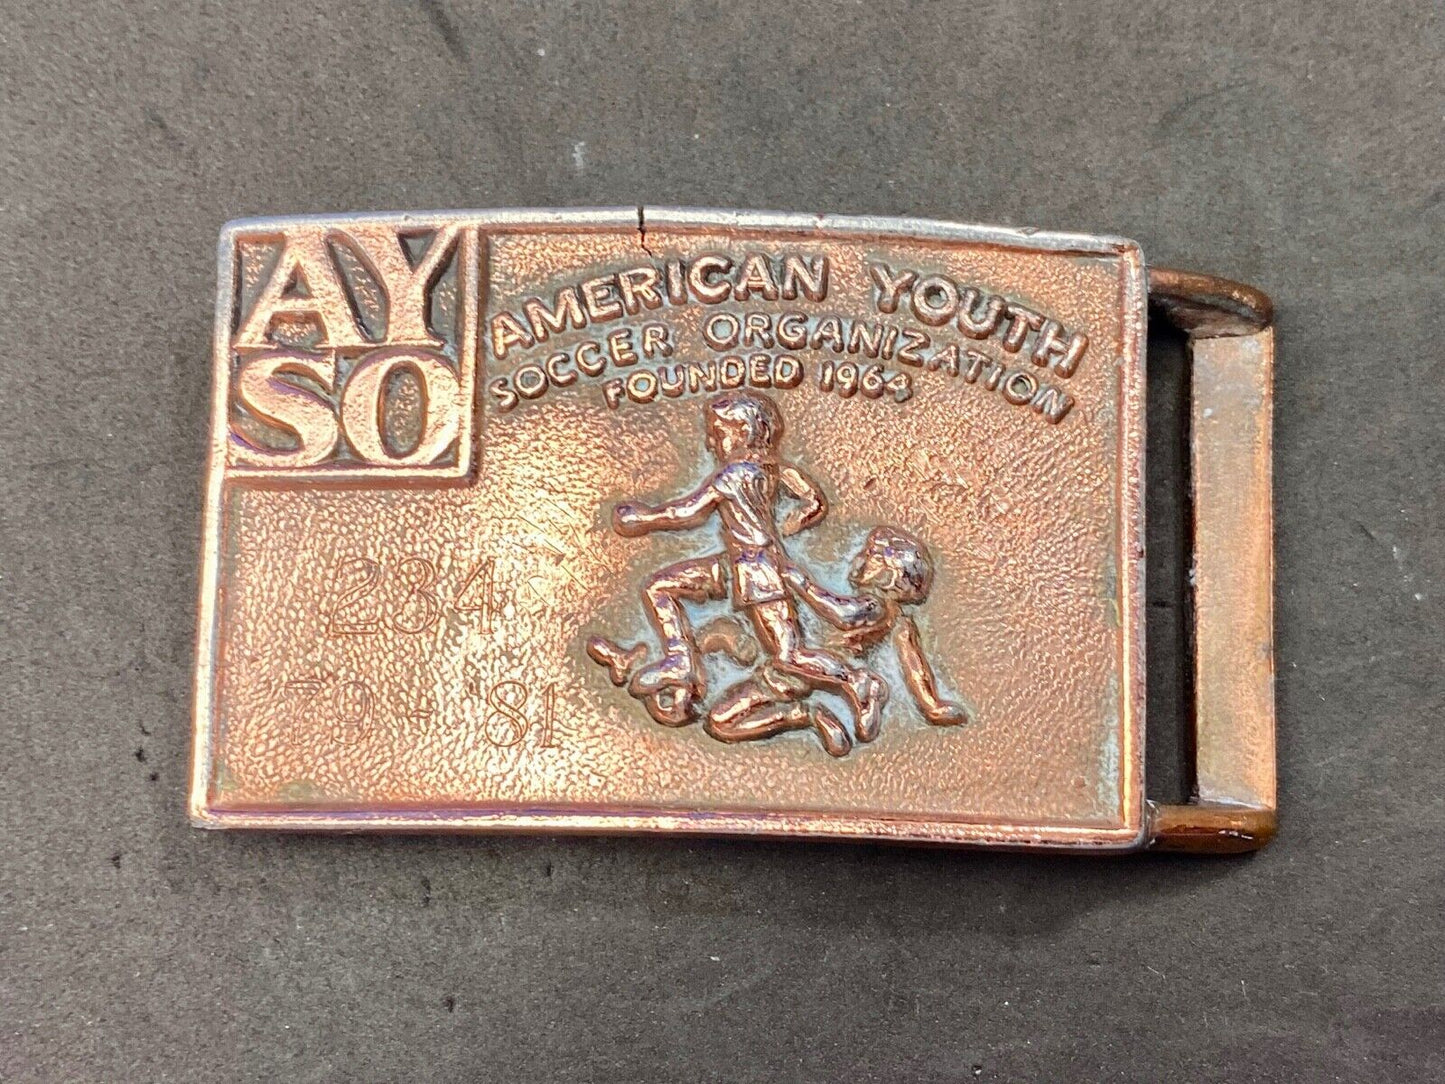 AY
SO
AMERICAN YOUTH
SOCCER ORGANIZATION
FOUNDED 1964
234
79 - 81